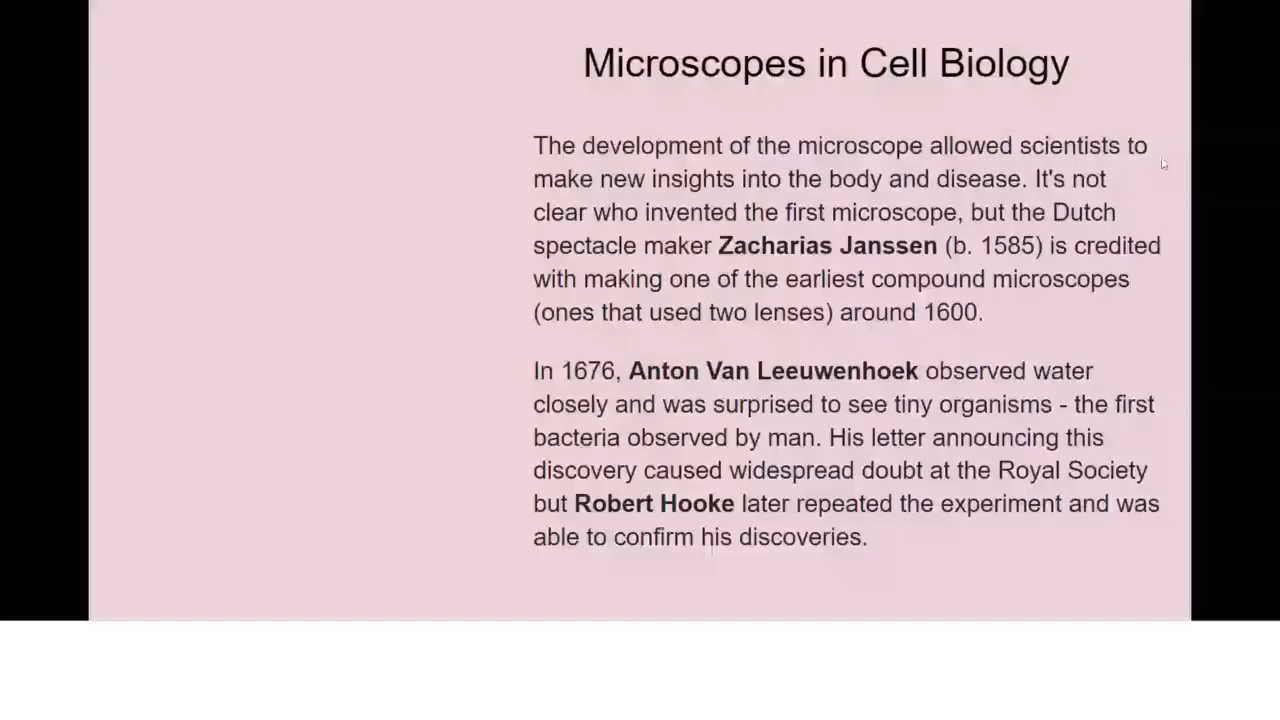 Microscopes in Cell Biology
The development of the microscope allowed scientists to
make new insights into the body and disease. It's not
clear who invented the first microscope, but the Dutch
spectacle maker Zacharias Janssen (b. 1585) is credited
with making one of the earliest compound microscopes
(ones that used two lenses) around 1600.
In 1676, Anton Van Leeuwenhoek observed water
closely and was surprised to see tiny organisms - the first
bacteria observed by man. His letter announcing this
discovery caused widespread doubt at the Royal Society
but Robert Hooke later repeated the experiment and was
able to confirm his discoveries.